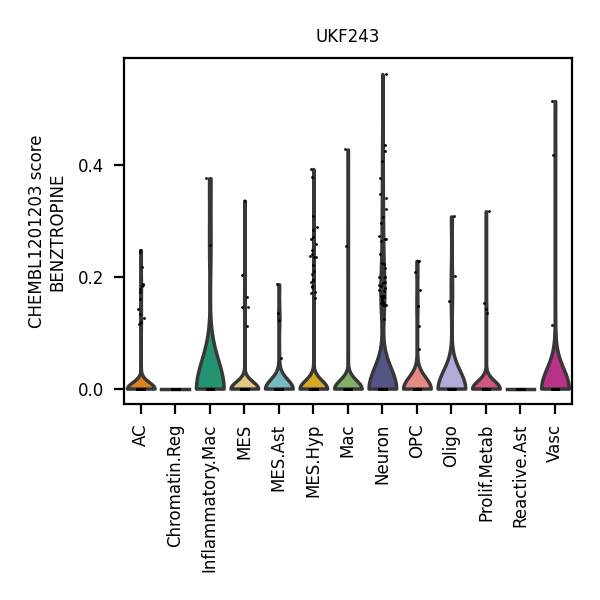 UKF243
CHEMBL1201203 score
BENZTROPINE
0.4
0.2
0.0
AC
Chromatin.Reg
Inflammatory.Mac
MES
MES.Ast
MES.Hyp
Mac
Neuron
OPC
Oligo
Prolif.Metab
Reactive.Ast
Vasc